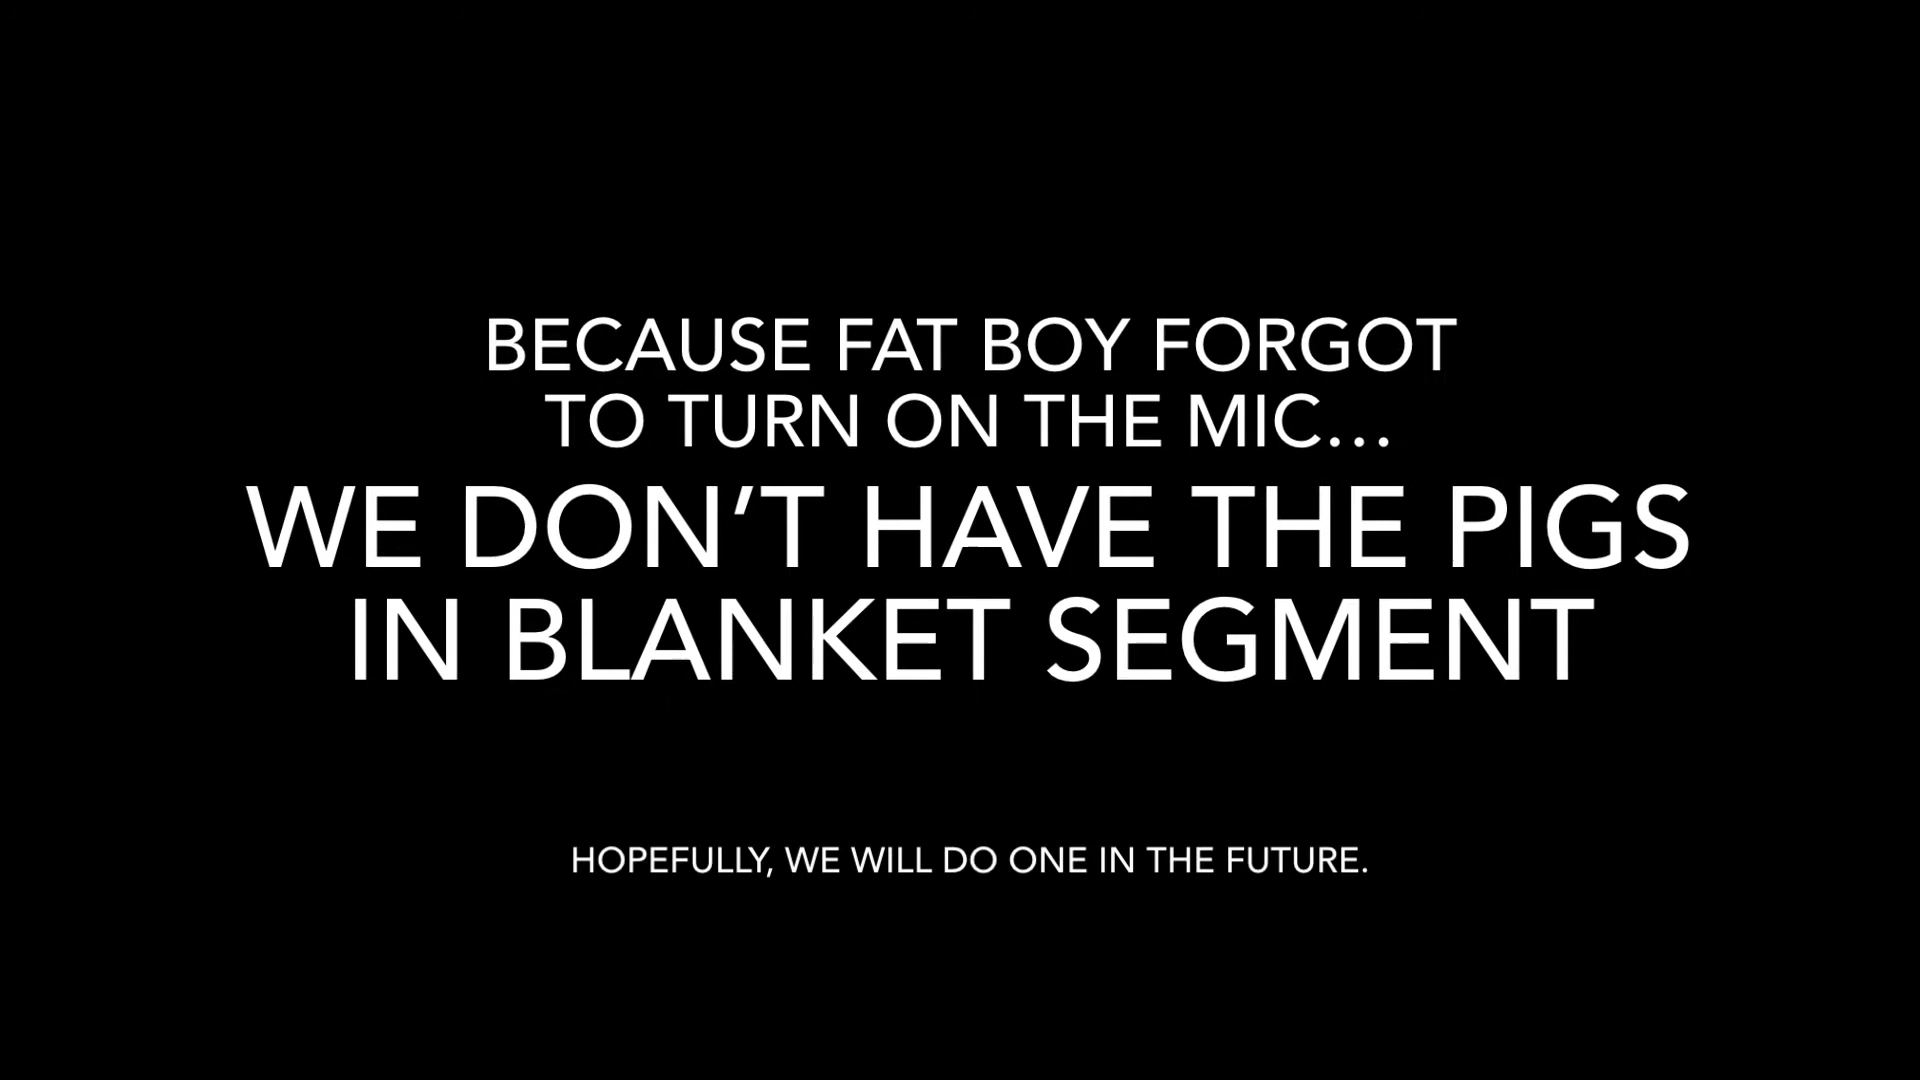 BECAUSE FAT BOY FORGOT
TO TURN ON THE MIC…
WE DON’T HAVE THE PIGS
IN BLANKET SEGMENT
HOPEFULLY, WE WILL DO ONE IN THE FUTURE.